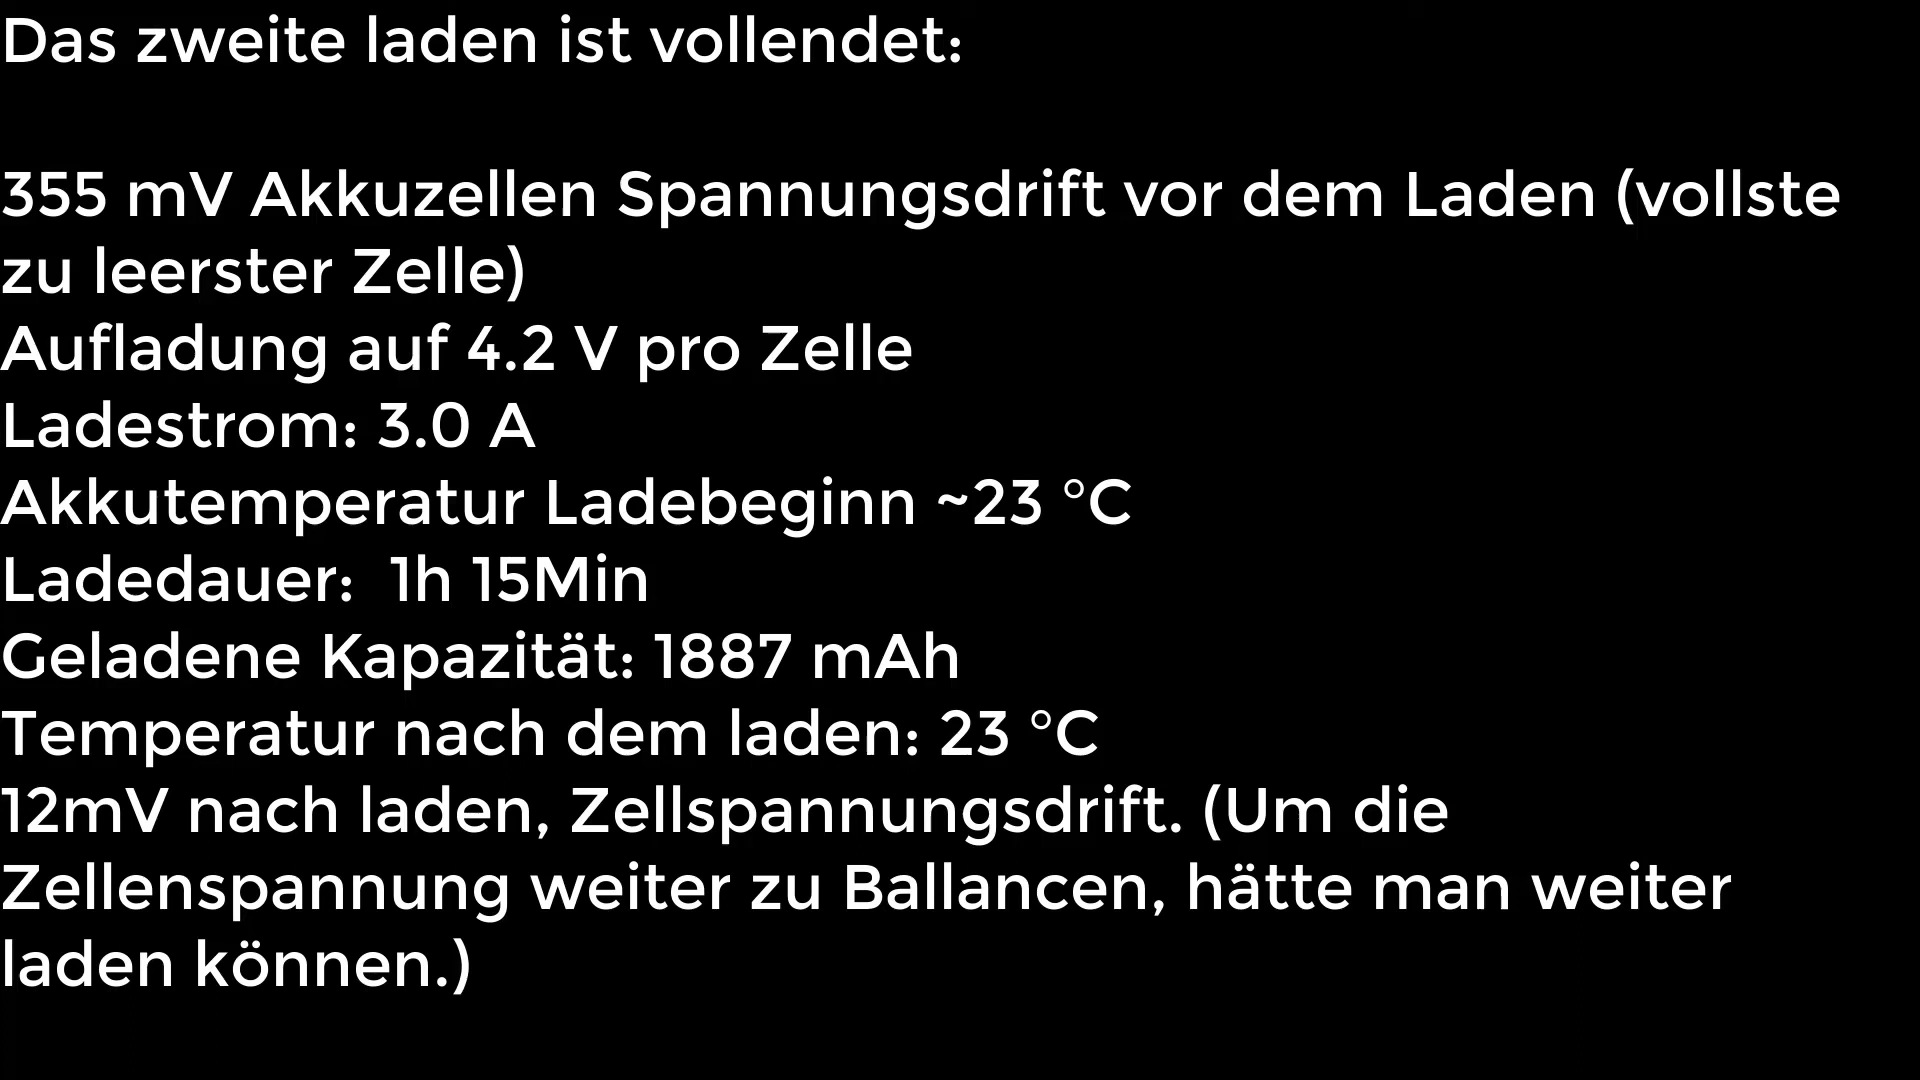 Das zweite laden ist vollendet:
355 mV Akkuzellen Spannungsdrift vor dem Laden (vollste
zu leerster Zelle)
Aufladung auf 4.2 V pro Zelle
Ladestrom: 3.0 A
Akkutemperatur Ladebeginn ~23 °C
Ladedauer:  1h 15Min
Geladene Kapazität: 1887 mAh
Temperatur nach dem laden: 23 °C
12mV nach laden, Zellspannungsdrift. (Um die
Zellenspannung weiter zu Ballancen, hätte man weiter
laden können.)